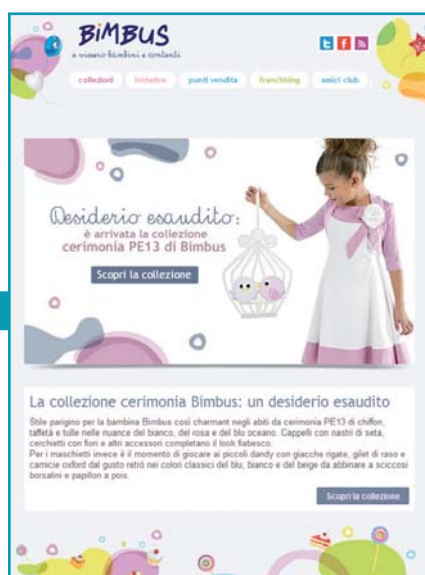 BiMBUS
e vissero bambini e contenti
collezioni iniziative punti vendita franchising amici club
Desiderio esaudito:
è arrivata la collezione
cerimonia PE13 di Bimbus
Scopri la collezione
La collezione cerimonia Bimbus: un desiderio esaudito
Stile parigino per la bambina Bimbus così charmant negli abiti da cerimonia PE13 di chiffon,
taffetà e tulle nelle nuance del bianco, del rosa e del blu oceano. Cappelli con nastri di seta,
cerchietti con fiori e altri accessori completano il look fiabesco.
Per i maschietti invece è il momento di giocare ai piccoli dandy con giacche rigate, gilet di raso e
camicie oxford dal gusto retrò nei colori classici del blu, bianco e del beige da abbinare a sciccosi
borsalini e papillon a pois.
Scopri la collezione